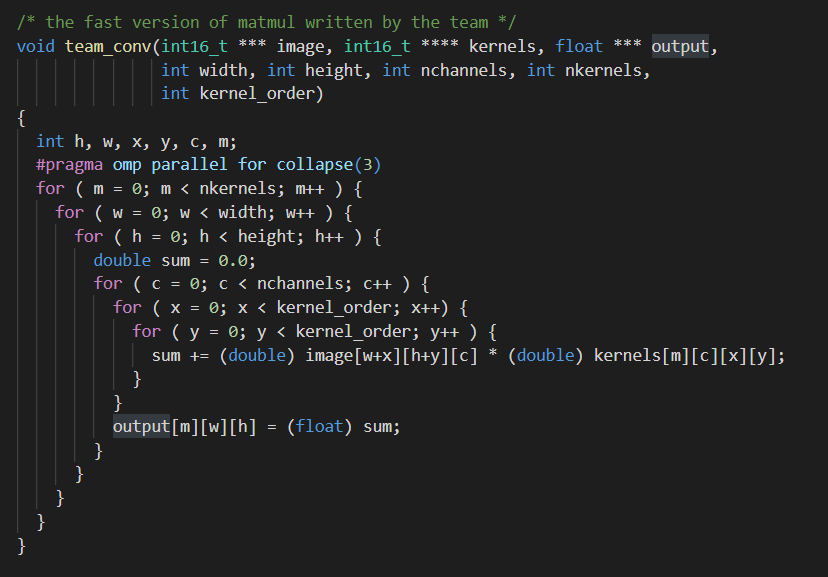 /* the fast version of matmul written by the team */
void team_conv(int16_t *** image, int16_t **** kernels, float *** output,
               int width, int height, int nchannels, int nkernels,
               int kernel_order)
{
  int h, w, x, y, c, m;
  #pragma omp parallel for collapse(3)
  for ( m = 0; m < nkernels; m++ ) {
    for ( w = 0; w < width; w++ ) {
      for ( h = 0; h < height; h++ ) {
        double sum = 0.0;
        for ( c = 0; c < nchannels; c++ ) {
          for ( x = 0; x < kernel_order; x++) {
            for ( y = 0; y < kernel_order; y++ ) {
              sum += (double) image[w+x][h+y][c] * (double) kernels[m][c][x][y];
            }
          }
          output[m][w][h] = (float) sum;
        }
      }
    }
  }
}